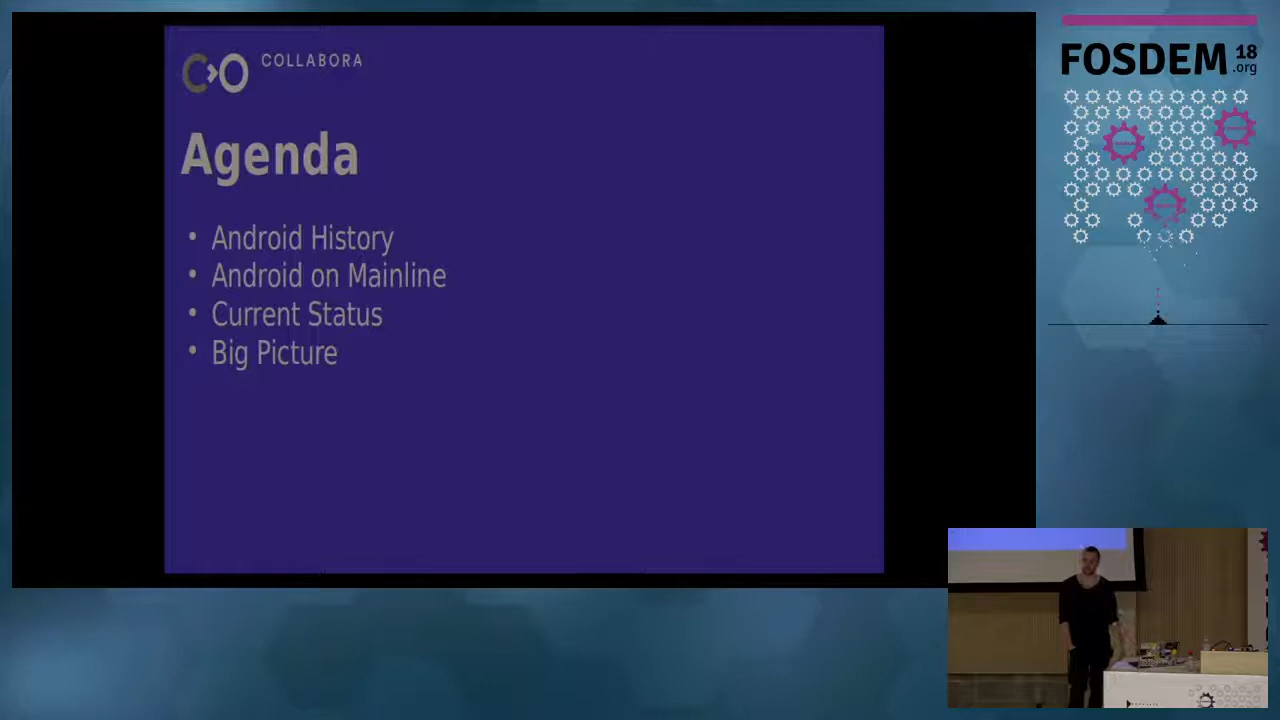 COLLABORA
Agenda
• Android History
• Android on Mainline
• Current Status
• Big Picture
FOSDEM 18
.org